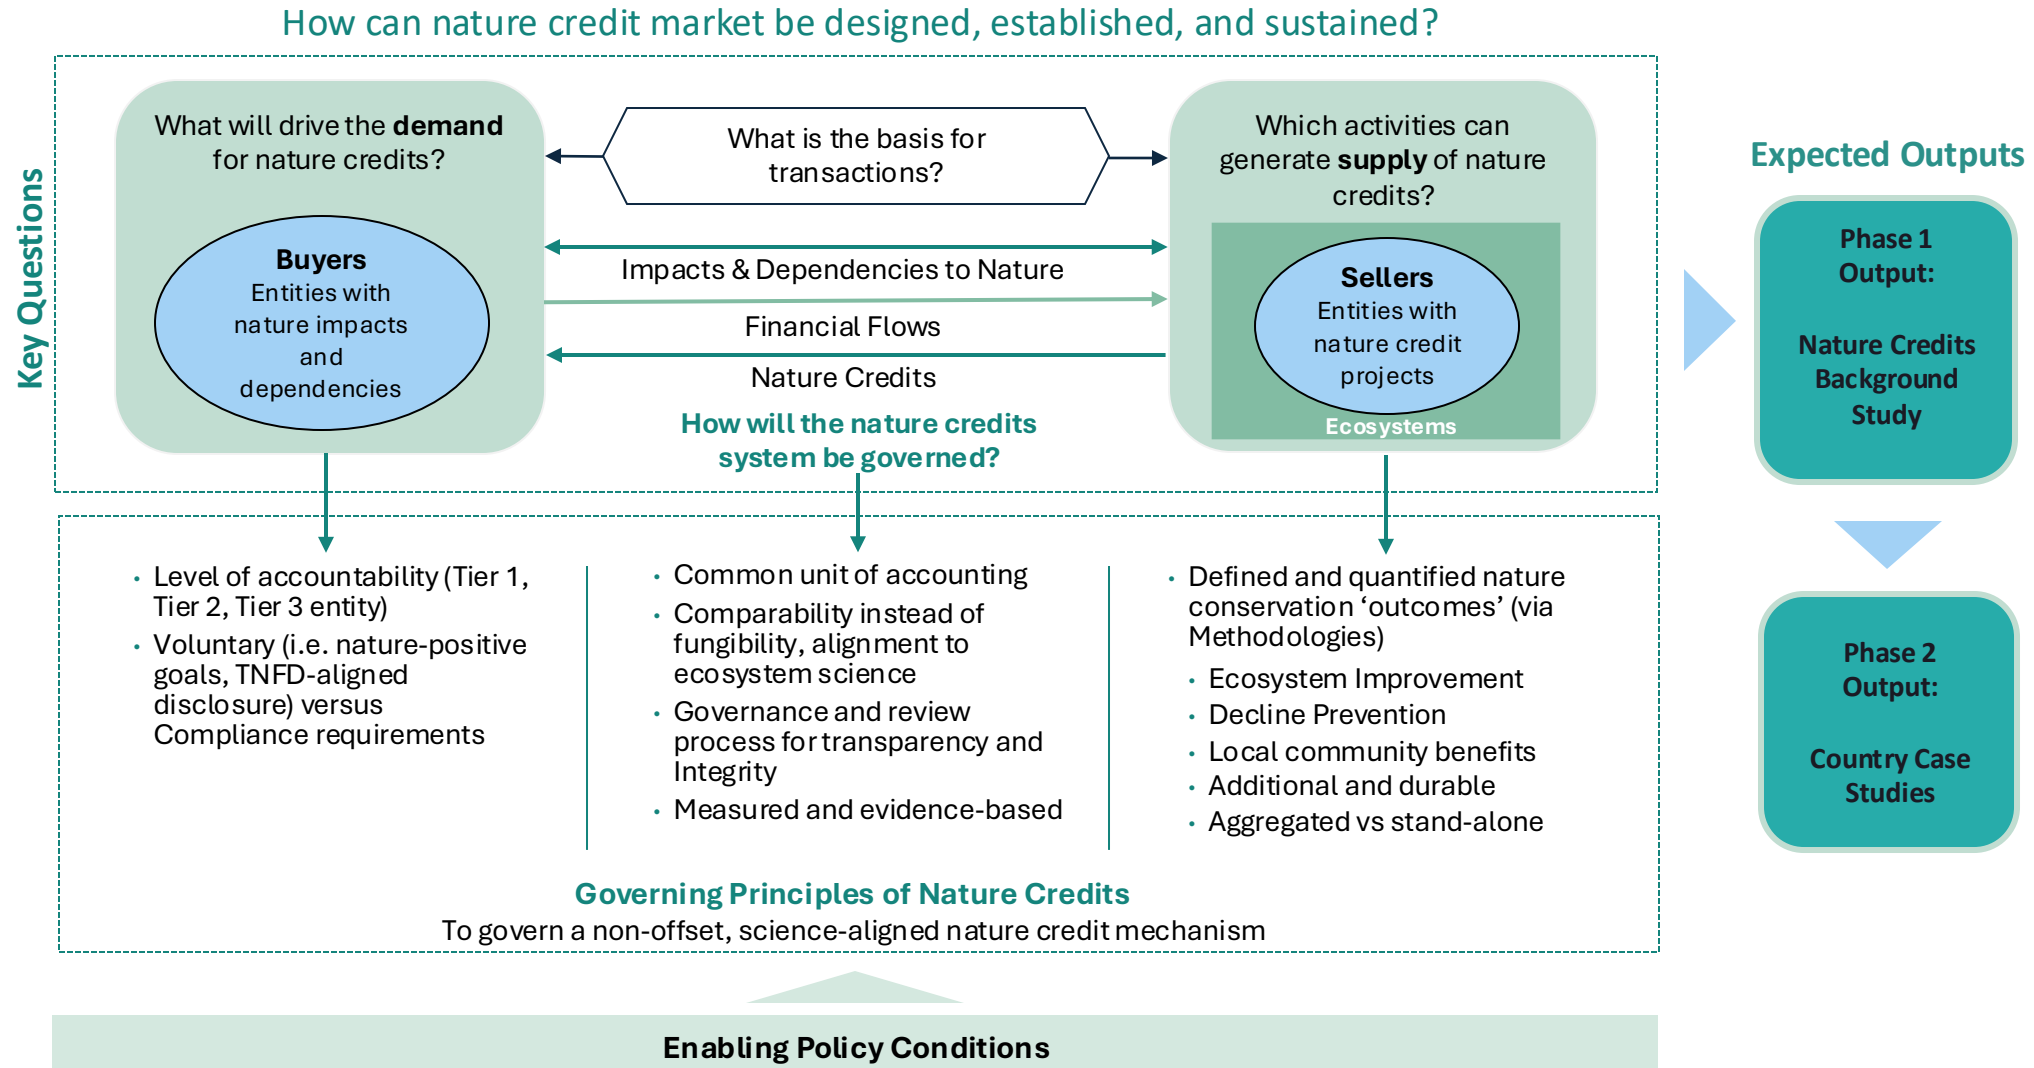 How can nature credit market be designed, established, and sustained?
Key Questions
What will drive the demand
for nature credits?
Buyers
Entities with
nature impacts
and
dependencies
What is the basis for
transactions?
Impacts & Dependencies to Nature
Financial Flows
Nature Credits
How will the nature credits
system be governed?
Which activities can
generate supply of nature
credits?
Sellers
Entities with
nature credit
projects
Ecosystems
Expected Outputs
Phase 1
Output:
Nature Credits
Background
Study
Phase 2
Output:
Country Case
Studies
• Level of accountability (Tier 1,
Tier 2, Tier 3 entity)
• Voluntary (i.e. nature-positive
goals, TNFD-aligned
disclosure) versus
Compliance requirements
• Common unit of accounting
• Comparability instead of
fungibility, alignment to
ecosystem science
• Governance and review
process for transparency and
Integrity
• Measured and evidence-based
• Defined and quantified nature
conservation ‘outcomes’ (via
Methodologies)
• Ecosystem Improvement
• Decline Prevention
• Local community benefits
• Additional and durable
• Aggregated vs stand-alone
Governing Principles of Nature Credits
To govern a non-offset, science-aligned nature credit mechanism
Enabling Policy Conditions